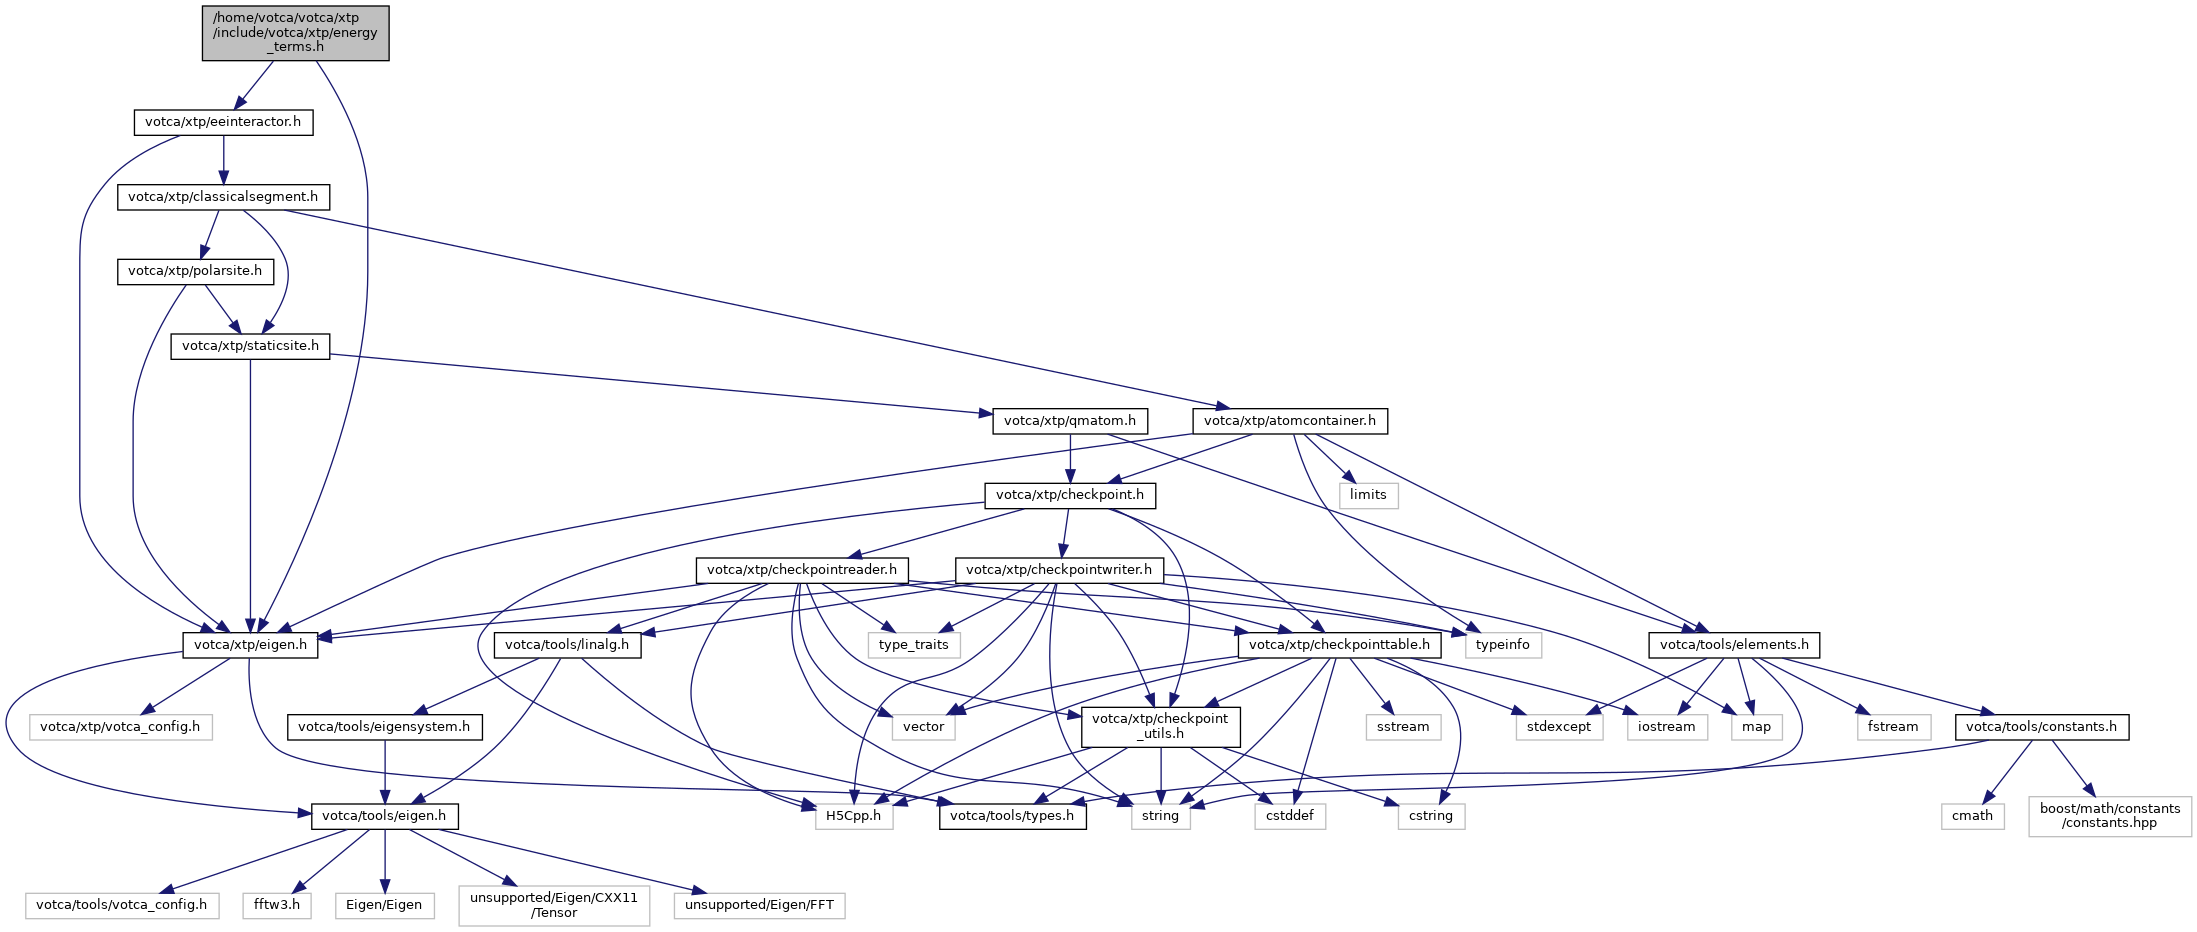 /home/votca/votca/xtp
/include/votca/xtp/energy
_terms.h
votca/xtp/eeinteractor.h
votca/xtp/classicalsegment.h
votca/xtp/polarsite.h
votca/xtp/staticsite.h
votca/xtp/qmatom.h
votca/xtp/atomcontainer.h
votca/xtp/checkpoint.h
limits
votca/xtp/checkpointreader.h
votca/xtp/checkpointwriter.h
votca/xtp/eigen.h
votca/tools/linalg.h
type_traits
votca/xtp/checkpointtable.h
typeinfo
votca/tools/elements.h
votca/xtp/votca_config.h
votca/tools/eigensystem.h
vector
votca/xtp/checkpoint
_utils.h
sstream
stdexcept
iostream
map
fstream
votca/tools/constants.h
votca/tools/eigen.h
H5Cpp.h
votca/tools/types.h
string
cstddef
cstring
cmath
boost/math/constants
/constants.hpp
votca/tools/votca_config.h
fftw3.h
Eigen/Eigen
unsupported/Eigen/CXX11
/Tensor
unsupported/Eigen/FFT